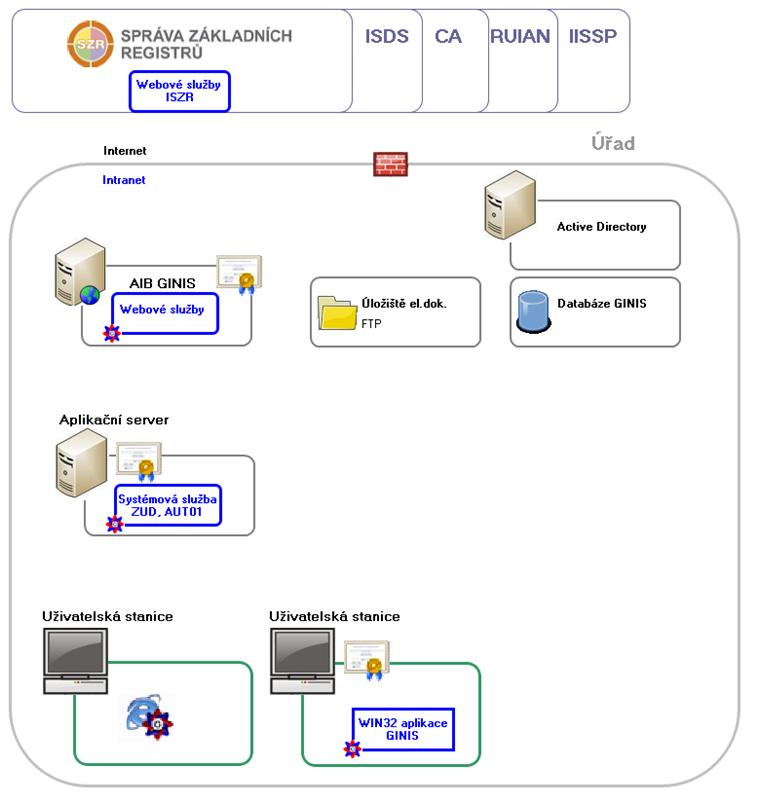 SZR
SPRÁVA ZÁKLADNÍCH
REGISTRŮ
Webové služby
ISZR
ISDS
CA
RUIAN
IISSP
Internet
Úřad
Intranet
Active Directory
AIB GINIS
Webové služby
Úložiště el.dok.
FTP
Databáze GINIS
Aplikační server
Systémová služba
ZUD, AUT01
Uživatelská stanice
Uživatelská stanice
WIN32 aplikace
GINIS